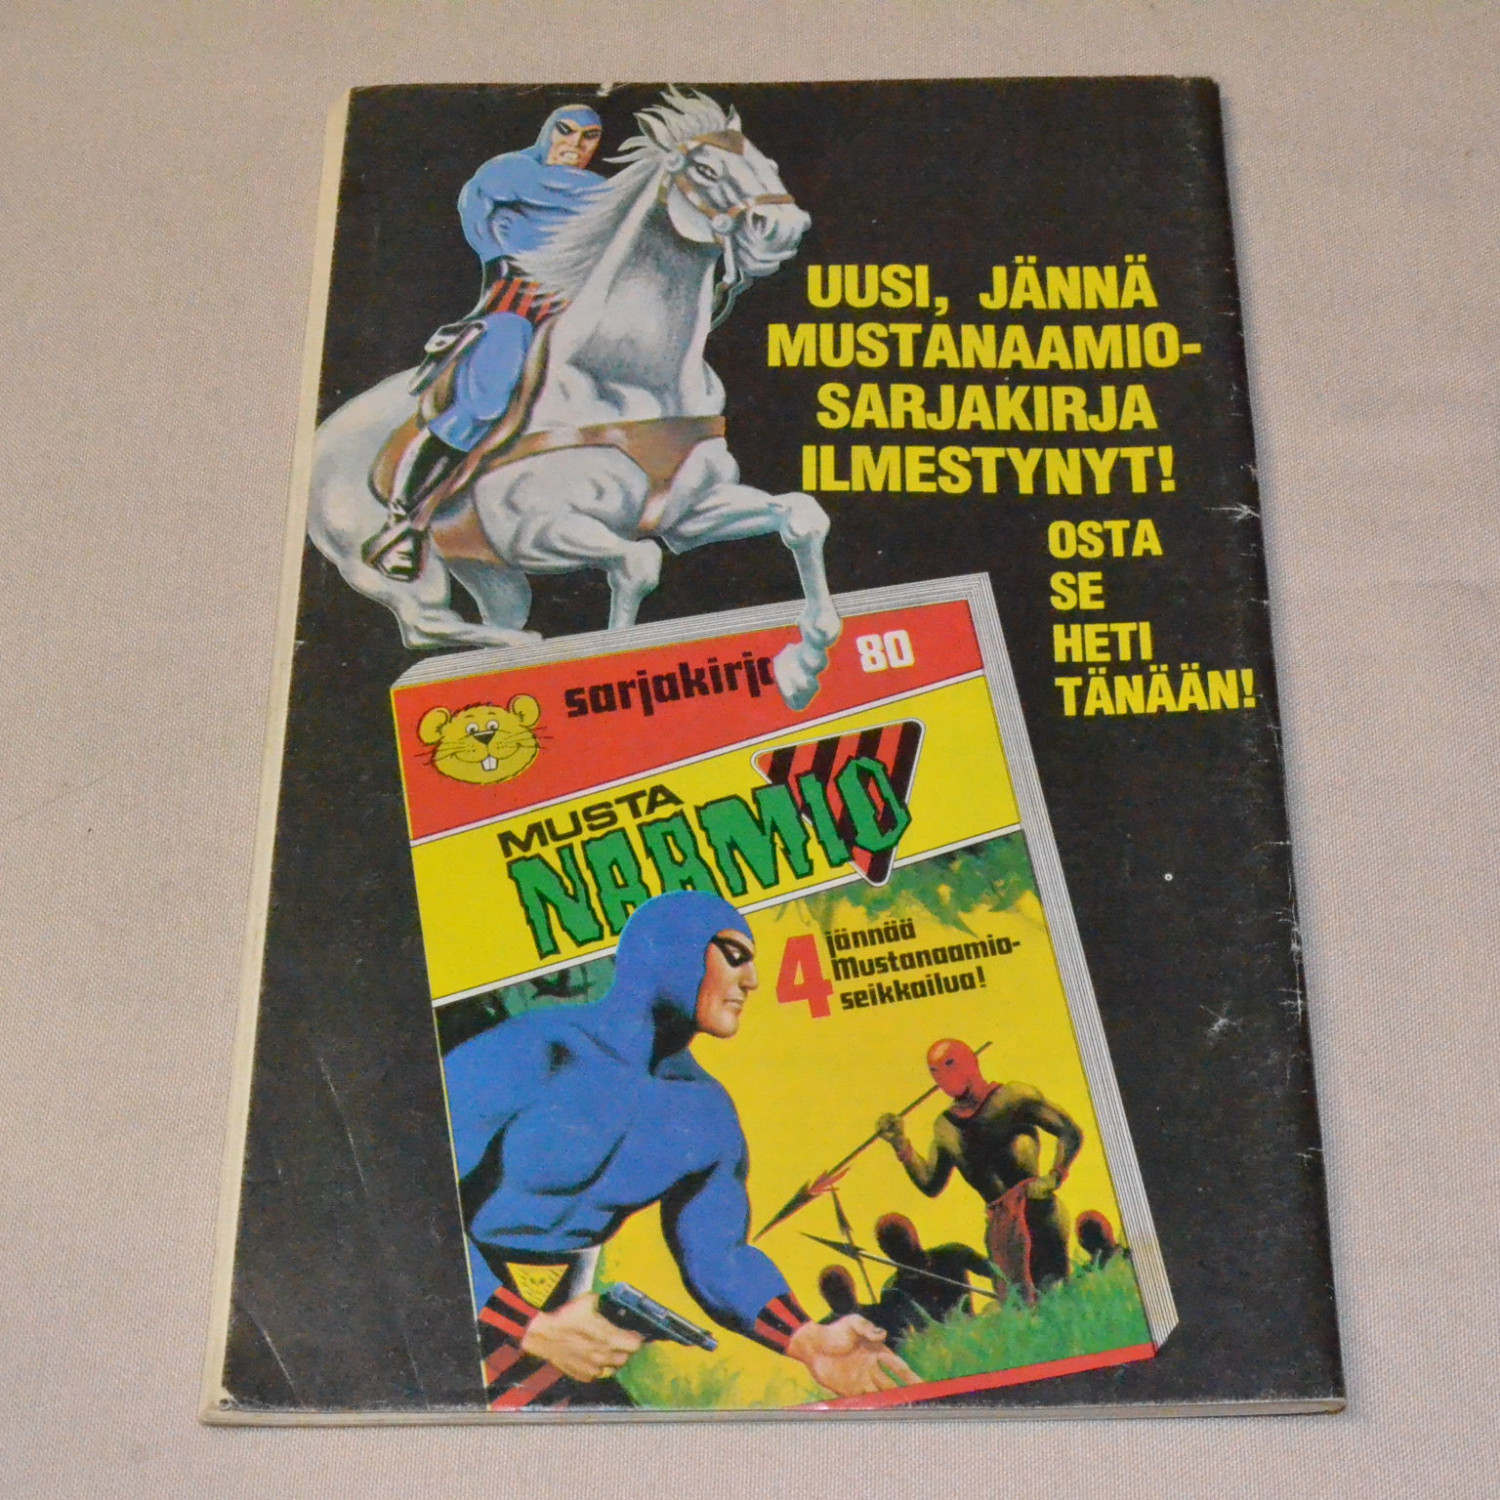 UUSI, JÄNNÄ
MUSTANAAMIO-
SARJAKIRJA
ILMESTYNYT!
OSTA
SE
HETI
TÄNÄÄN!
sarjakirja 80
MUSTA
NAAMIO
4 jännää
Mustanaamio-
seikkailua!